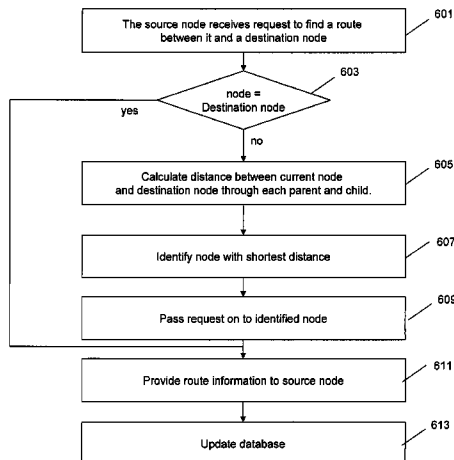 The source node receives request to find a route
between it and a destination node
601
603
node =
Destination node
yes
no
Calculate distance between current node
and destination node through each parent and child.
605
Identify node with shortest distance
607
Pass request on to identified node
609
Provide route information to source node
611
Update database
613